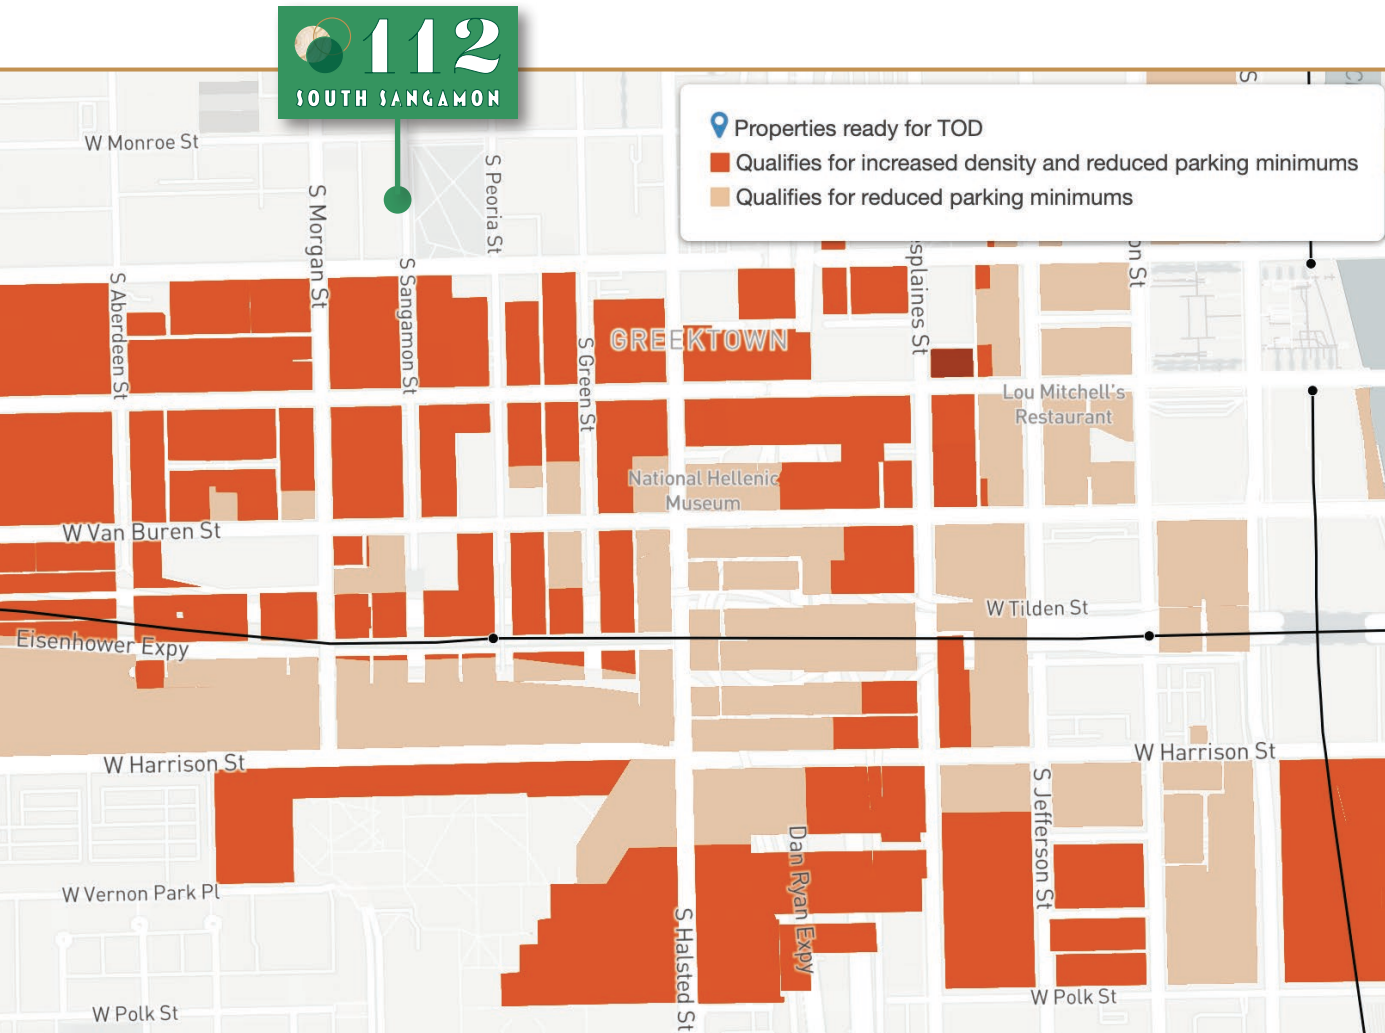 112
SOUTH SANGAMON
Properties ready for TOD
Qualifies for increased density and reduced parking minimums
Qualifies for reduced parking minimums
W Monroe St
S Peoria St
S Morgan St
S Aberdeen St
S Sangamon St
S Green St
GREEKTOWN
splaines St
on St
S
Lou Mitchell's
Restaurant
National Hellenic
Museum
W Van Buren St
W Tilden St
Eisenhower Expy
W Harrison St
W Harrison St
S Jefferson St
Dan Ryan Expy
W Vernon Park Pl
S Halsted St
W Polk St
W Polk St